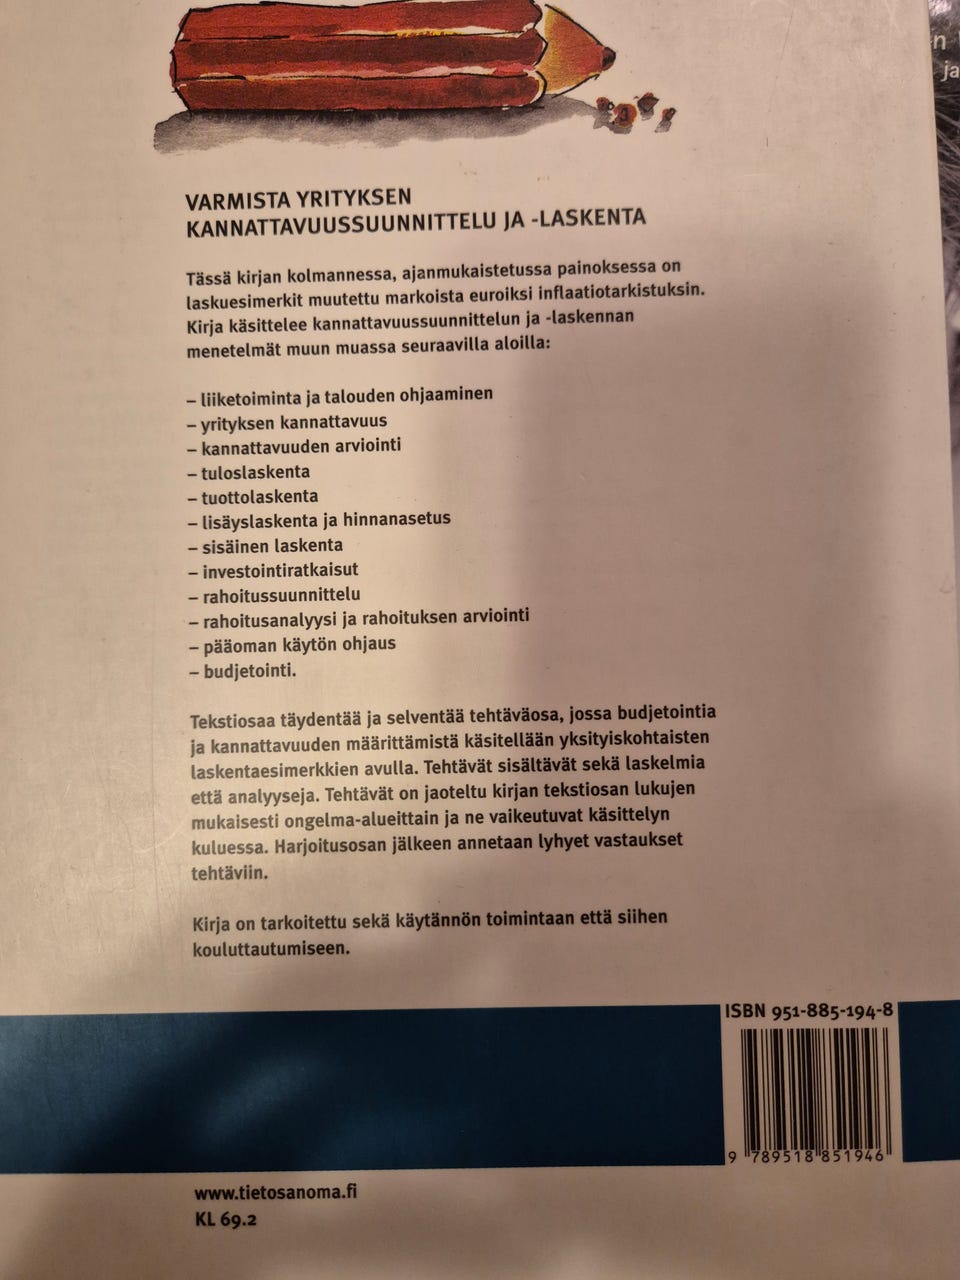 VARMISTA YRITYKSEN
KANNATTAVUUSSUUNNITTELU JA -LASKENTA
Tässä kirjan kolmannessa, ajanmukaistetussa painoksessa on
laskuesimerkit muutettu markoista euroiksi inflaatiotarkistuksin.
Kirja käsittelee kannattavuussuunnittelun ja -laskennan
menetelmät muun muassa seuraavilla aloilla:
– liiketoiminta ja talouden ohjaaminen
– yrityksen kannattavuus
– kannattavuuden arviointi
– tuloslaskenta
– tuottolaskenta
– lisäyslaskenta ja hinnanasetus
– sisäinen laskenta
– investointiratkaisut
– rahoitussuunnittelu
– rahoitusanalyysi ja rahoituksen arviointi
– pääoman käytön ohjaus
– budjetointi.
Tekstiosaa täydentää ja selventää tehtäväosa, jossa budjetointia
ja kannattavuuden määrittämistä käsitellään yksityiskohtaisten
laskentaesimerkkien avulla. Tehtävät sisältävät sekä laskelmia
että analyyseja. Tehtävät on jaoteltu kirjan tekstiosan lukujen
mukaisesti ongelma-alueittain ja ne vaikeutuvat käsittelyn
kuluessa. Harjoitusosan jälkeen annetaan lyhyet vastaukset
tehtäviin.
Kirja on tarkoitettu sekä käytännön toimintaan että siihen
kouluttautumiseen.
ISBN 951-885-194-8
9 789518 851946
www.tietosanoma.fi
KL 69.2
n
ja